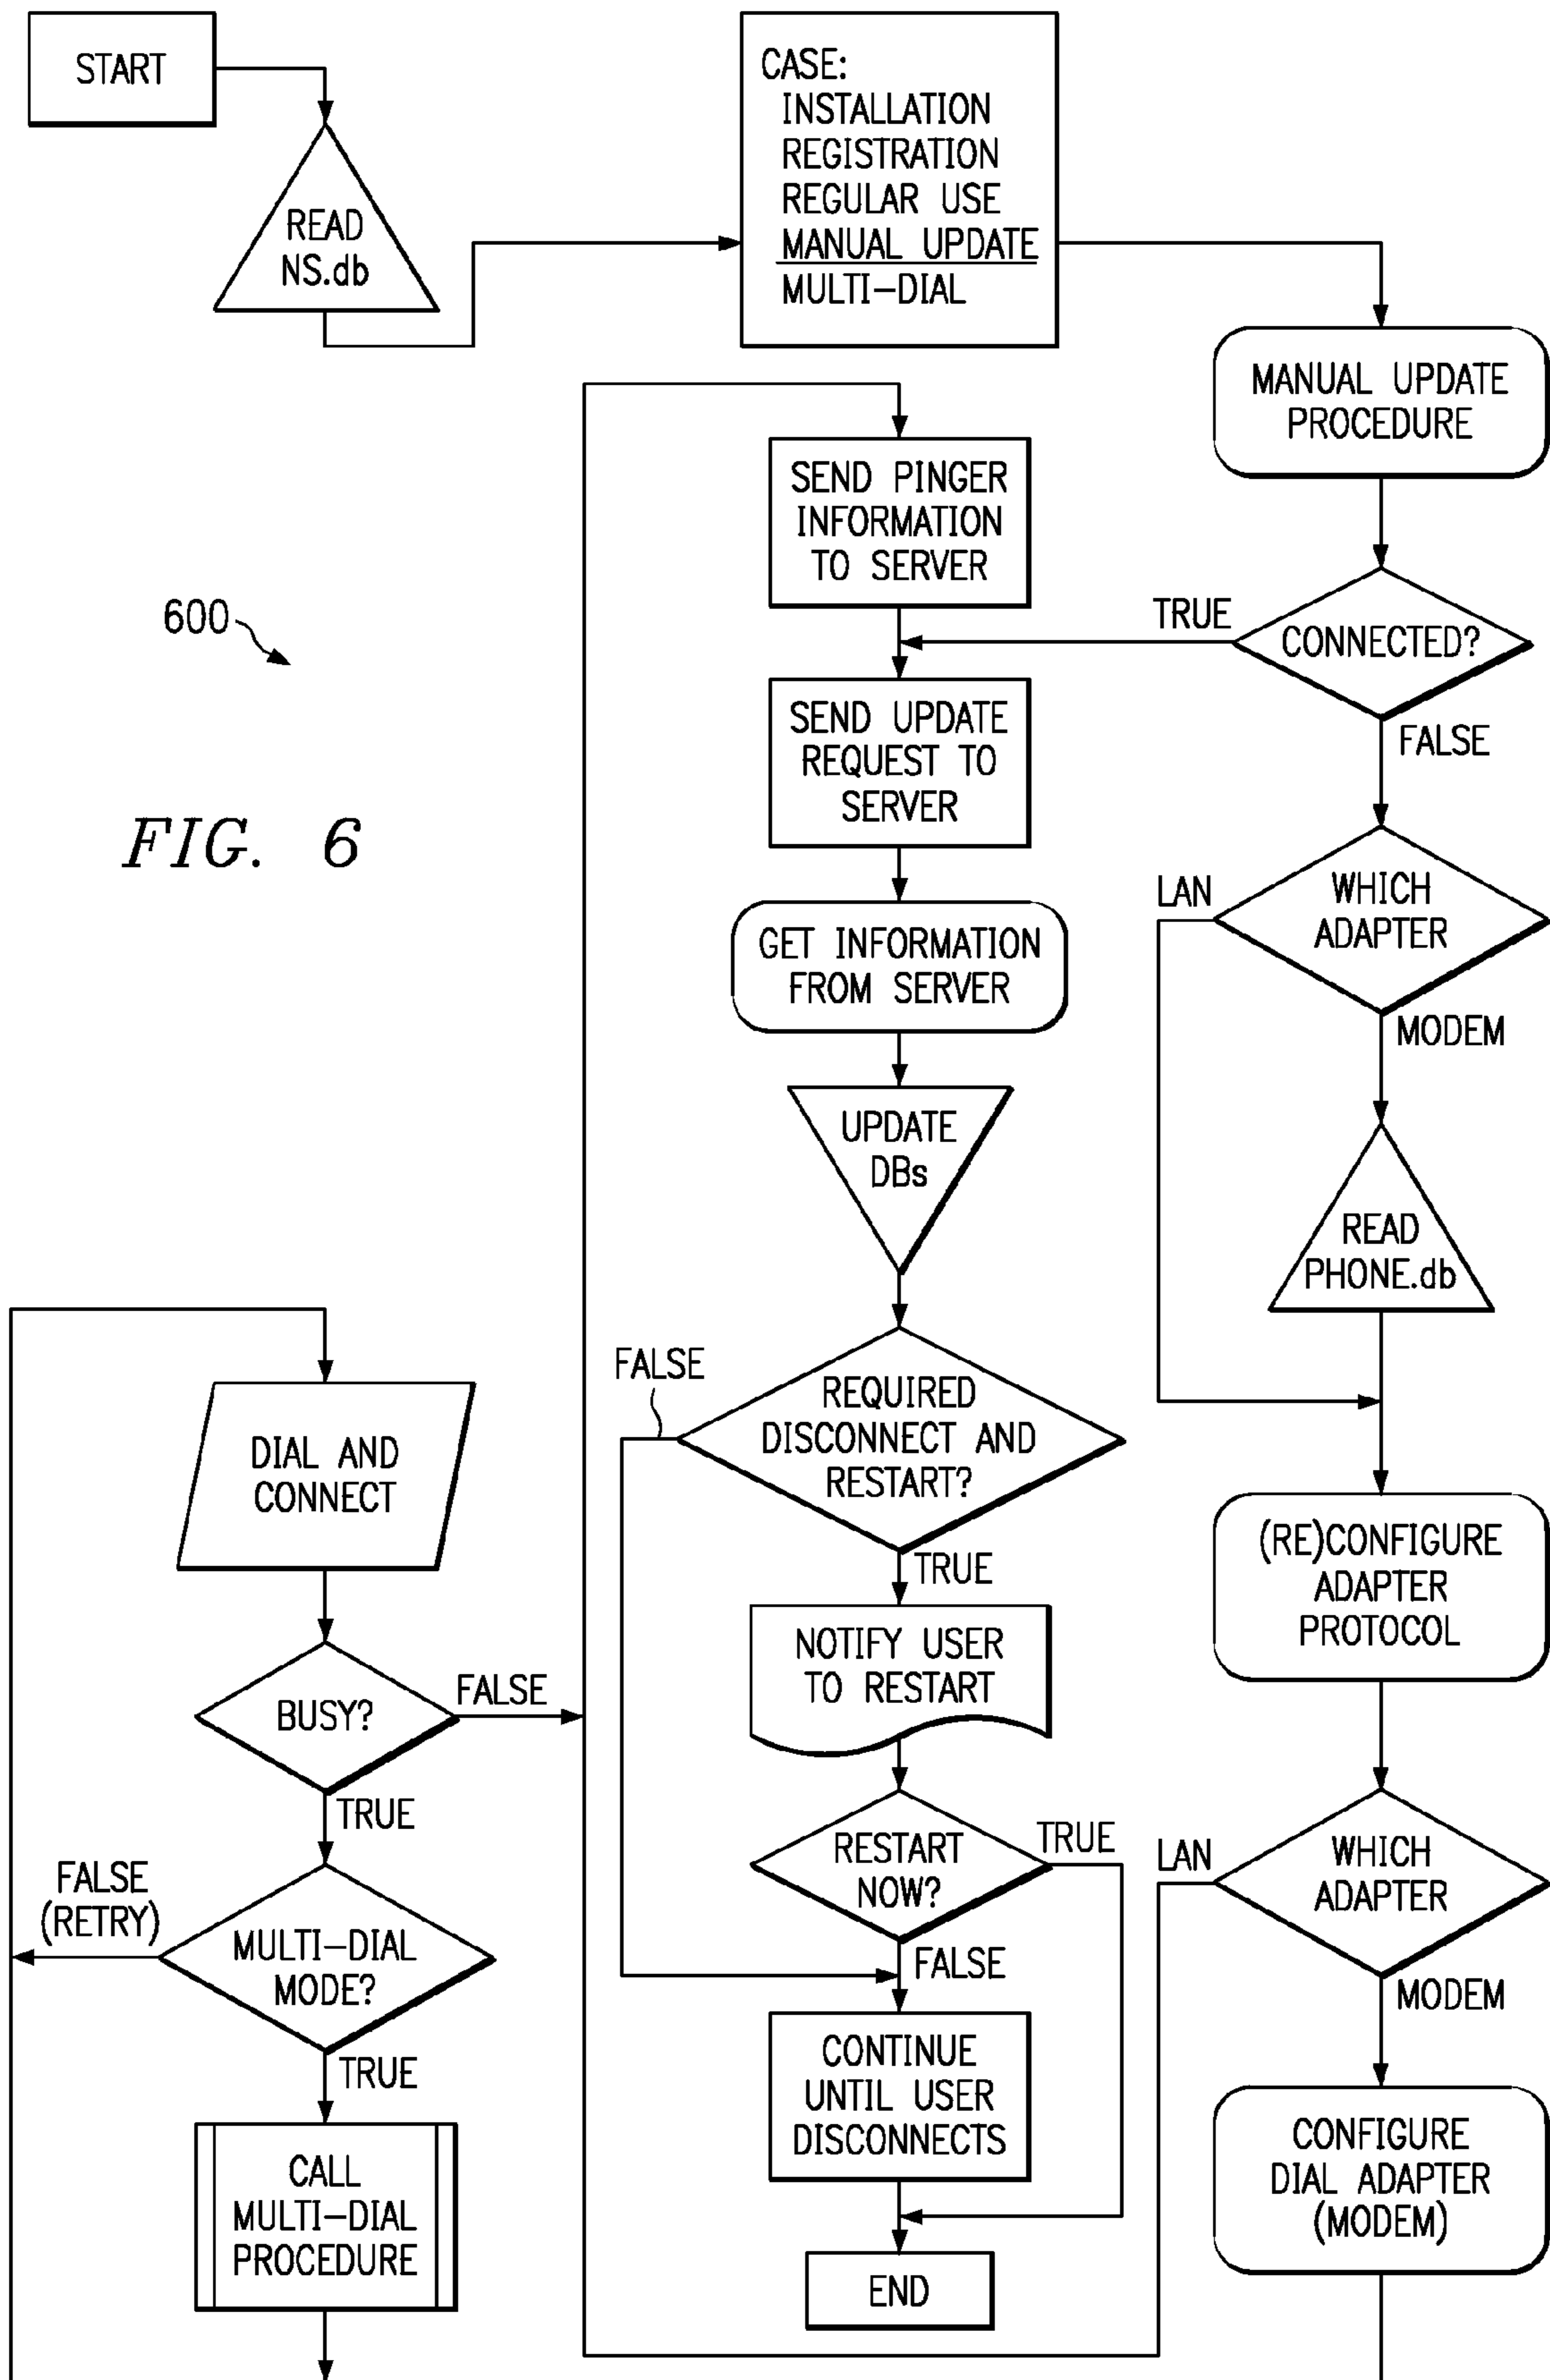 START
READ
NS.db
CASE:
INSTALLATION
REGISTRATION
REGULAR USE
MANUAL UPDATE
MULTI-DIAL
MANUAL UPDATE
PROCEDURE
SEND PINGER
INFORMATION
TO SERVER
600
TRUE
CONNECTED?
FALSE
SEND UPDATE
REQUEST TO
SERVER
FIG. 6
LAN
WHICH
ADAPTER
MODEM
GET INFORMATION
FROM SERVER
UPDATE
DBs
READ
PHONE.db
FALSE
REQUIRED
DISCONNECT AND
RESTART?
TRUE
DIAL AND
CONNECT
(RE)CONFIGURE
ADAPTER
PROTOCOL
NOTIFY USER
TO RESTART
BUSY?
FALSE
TRUE
RESTART
NOW?
TRUE
FALSE
LAN
WHICH
ADAPTER
MODEM
FALSE
(RETRY)
MULTI-DIAL
MODE?
TRUE
CONTINUE
UNTIL USER
DISCONNECTS
CONFIGURE
DIAL ADAPTER
(MODEM)
CALL
MULTI-DIAL
PROCEDURE
END